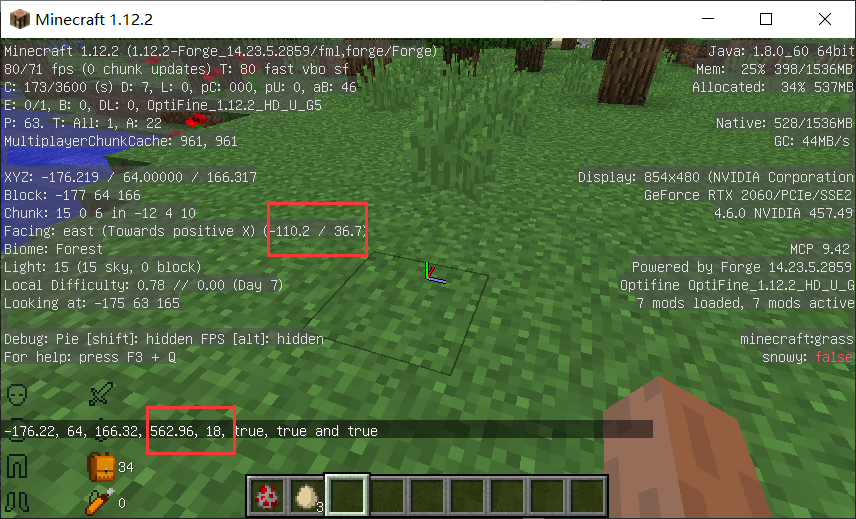 Minecraft 1.12.2
Minecraft 1.12.2 (1.12.2-Forge_14.23.5.2859/fml,forge/Forge)
80/71 fps (0 chunk updates) T: 80 fast vbo sf
C: 173/3600 (s) D: 7, L: 0, pC: 000, pU: 0, aB: 46
E: 0/1, B: 0, DL: 0, OptiFine_1.12.2_HD_U_G5
P: 63. T: All: 1, A: 22
MultiplayerChunkCache: 961, 961
XYZ: -176.219 / 64.00000 / 166.317
Block: -177 64 166
Chunk: 15 0 6 in -12 4 10
Facing: east (Towards positive X) (-110.2 / 36.7)
Biome: Forest
Light: 15 (15 sky, 0 block)
Local Difficulty: 0.78 // 0.00 (Day 7)
Looking at: -175 63 165
Debug: Pie [shift]: hidden FPS [alt]: hidden
For help: press F3 + Q
Java: 1.8.0_60 64bit
Mem: 25% 398/1536MB
Allocated: 34% 537MB
Native: 528/1536MB
GC: 44MB/s
Display: 854x480 (NVIDIA Corporation
GeForce RTX 2060/PCIe/SSE2
4.6.0 NVIDIA 457.49
MCP 9.42
Powered by Forge 14.23.5.2859
Optifine OptiFine_1.12.2_HD_U_G
7 mods loaded, 7 mods active
minecraft:grass
snowy: false
-176.22, 64, 166.32, 562.96, 18, true, true and true
34
0
3